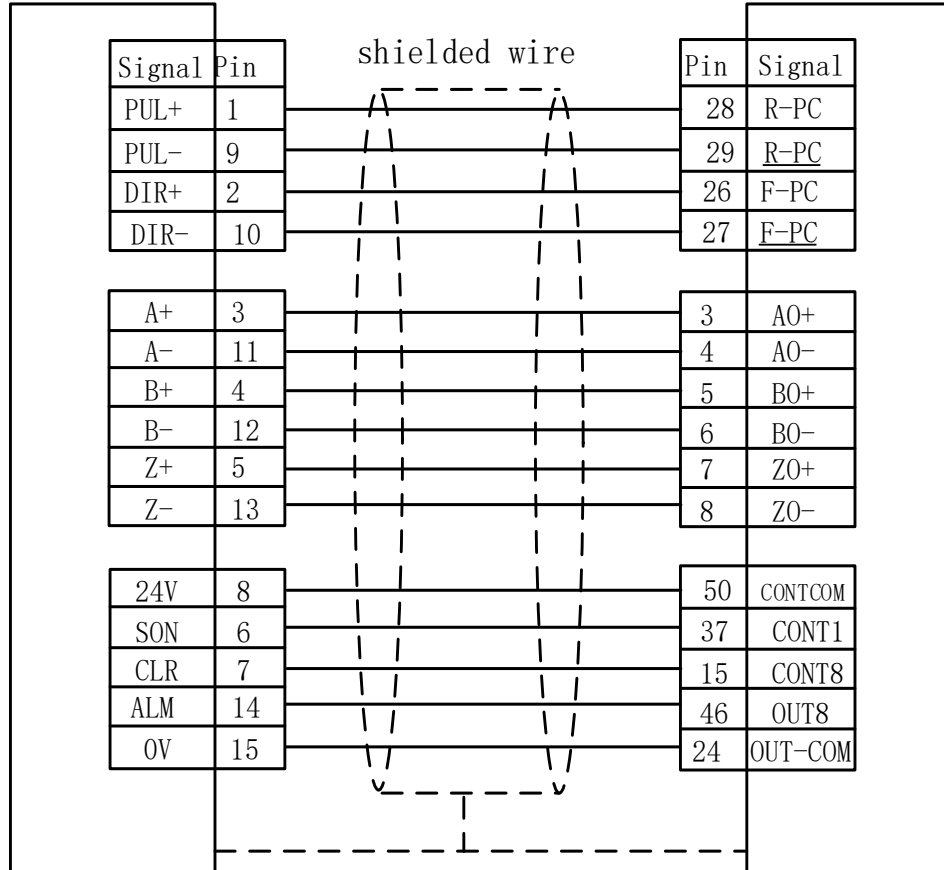 shielded wire
Signal Pin Pin Signal
PUL+ 1 28 R-PC
PUL- 9 29 R-PC
DIR+ 2 26 F-PC
DIR- 10 27 F-PC
A+ 3 3 AO+
A- 11 4 AO-
B+ 4 5 BO+
B- 12 6 BO-
Z+ 5 7 ZO+
Z- 13 8 ZO-
24V 8 50 CONTCOM
SON 6 37 CONT1
CLR 7 15 CONT8
ALM 14 46 OUT8
0V 15 24 OUT-COM